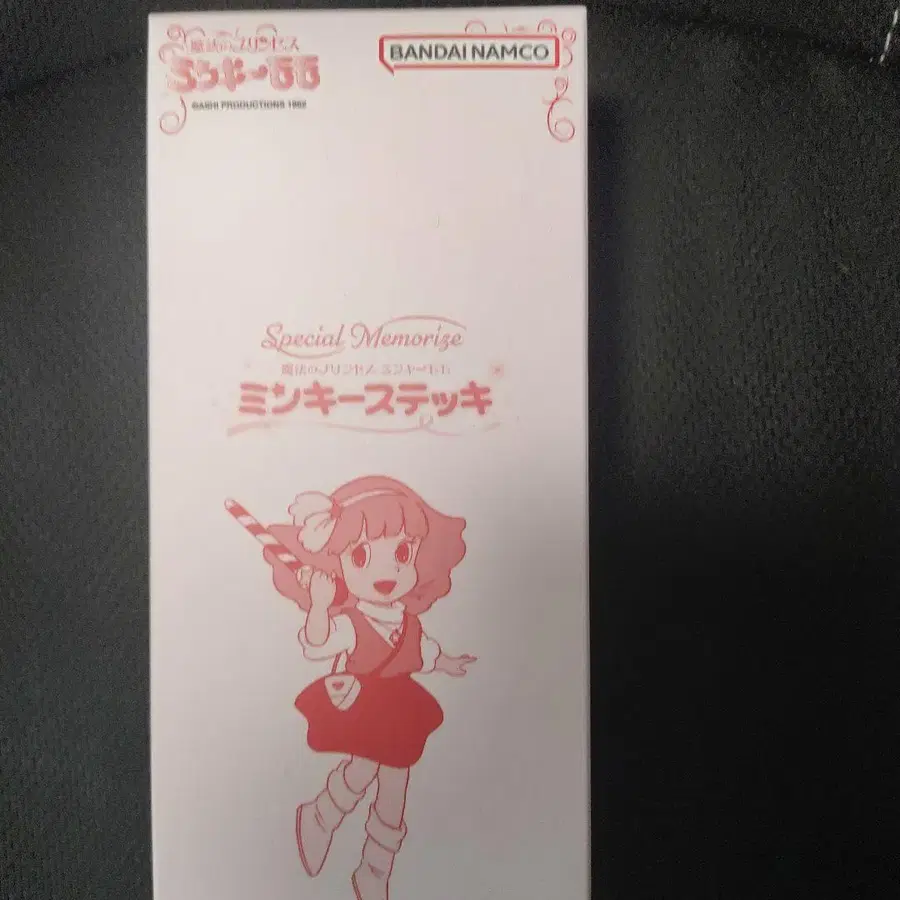 魔法のプリンセス
ミンキーモモ
©ASHI PRODUCTIONS 1982
BANDAI NAMCO
Special Memorize
魔法のプリンセス ミンキーモモ
ミンキーステッキ